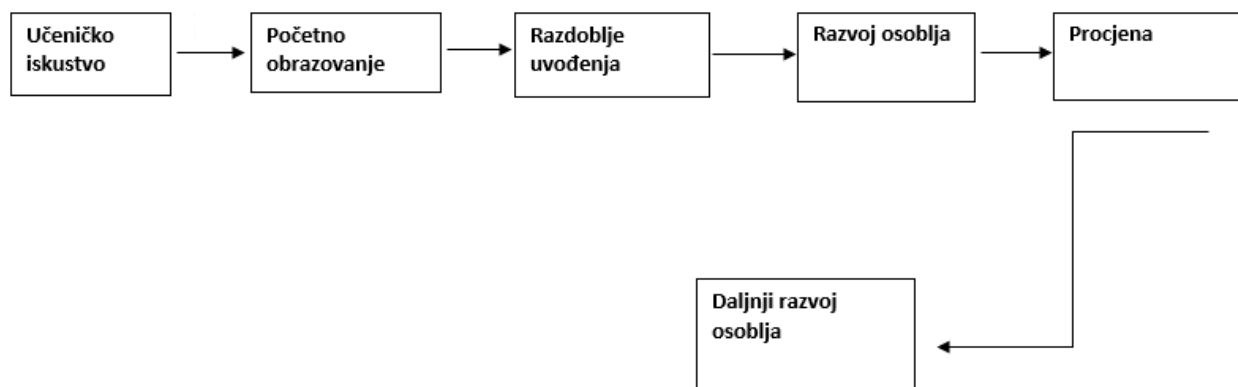 Učeničko
iskustvo
Početno
obrazovanje
Razdoblje
uvođenja
Razvoj osoblja
Procjena
Daljnji razvoj
osoblja